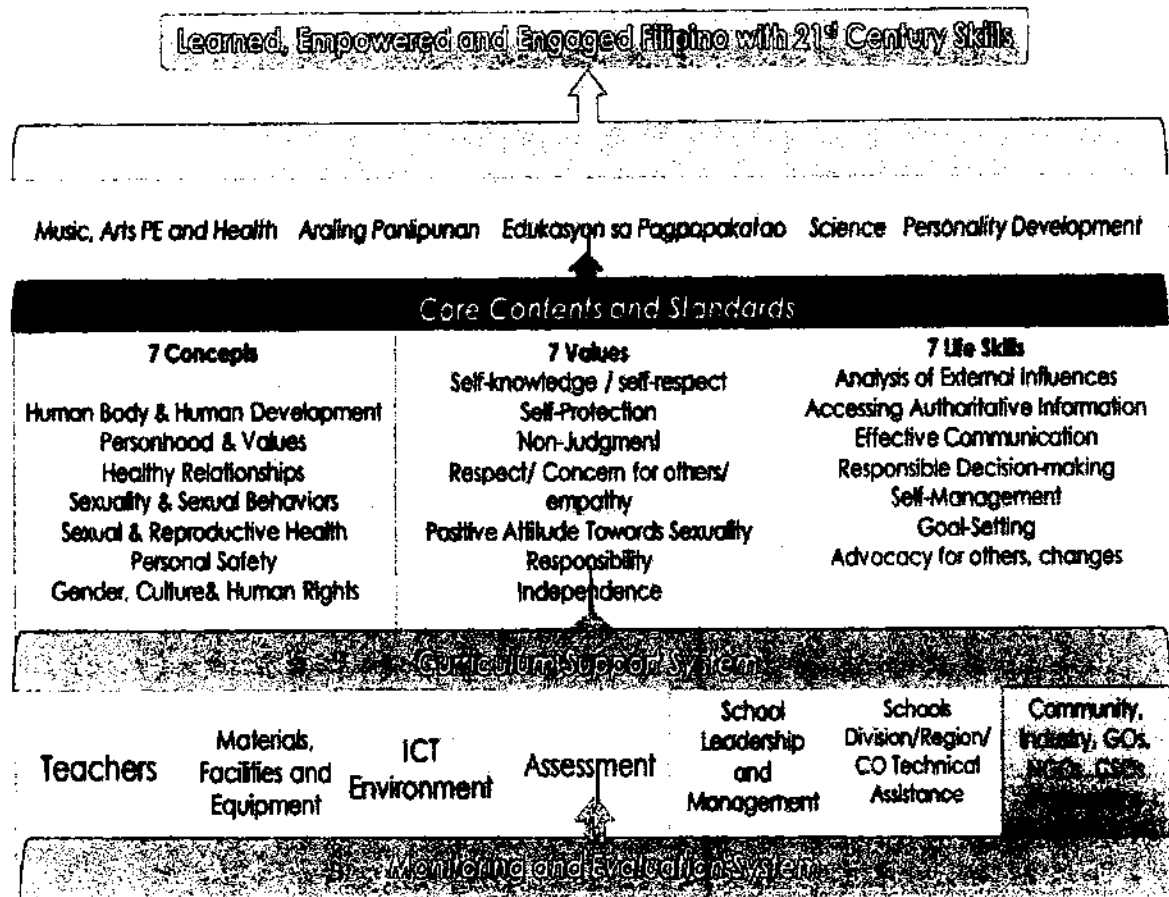 Learned, Empowered and Engaged Filipino with 21st Century Skills
Music, Arts PE and Health Araling Panlipunan Edukasyon sa Pagpapakatao Science Personality Development
Core Contents and Standards
7 Concepts
Human Body & Human Development
Personhood & Values
Healthy Relationships
Sexuality & Sexual Behaviors
Sexual & Reproductive Health
Personal Safety
Gender, Culture& Human Rights
7 Values
Self-knowledge / self-respect
Self-Protection
Non-Judgment
Respect/ Concern for others/
empathy
Positive Attitude Towards Sexuality
Responsibility
Independence
7 Life Skills
Analysis of External Influences
Accessing Authoritative Information
Effective Communication
Responsible Decision-making
Self-Management
Goal-Setting
Advocacy for others, changes
Curriculum Support System
Teachers
Materials,
Facilities and
Equipment
ICT
Environment
Assessment
School
Leadership
and
Management
Schools
Division/Region/
CO Technical
Assistance
Community,
Industry, GOs,
NGOs, CSOs
Monitoring and Evaluation System